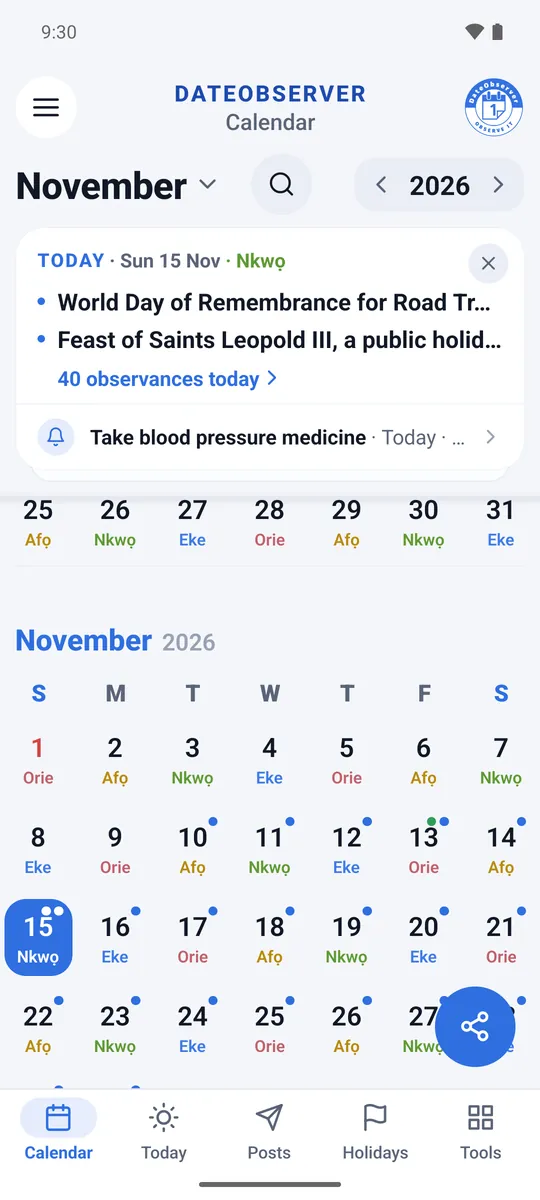 9:30
DATEOBSERVER
Calendar
DateObserver
1
OBSERVE IT
November
2026
TODAY · Sun 15 Nov · Nkwọ
World Day of Remembrance for Road Tr...
Feast of Saints Leopold III, a public holid...
40 observances today
Take blood pressure medicine · Today · ...
25 26 27 28 29 30 31
Afọ Nkwọ Eke Orie Afọ Nkwọ Eke
November 2026
S M T W T F S
1 2 3 4 5 6 7
Orie Afọ Nkwọ Eke Orie Afọ Nkwọ
8 9 10 11 12 13 14
Eke Orie Afọ Nkwọ Eke Orie Afọ
15 16 17 18 19 20 21
Nkwọ Eke Orie Afọ Nkwọ Eke Orie
22 23 24 25 26 27
Afọ Nkwọ Eke Orie Afọ Nkwọ
Calendar Today Posts Holidays Tools